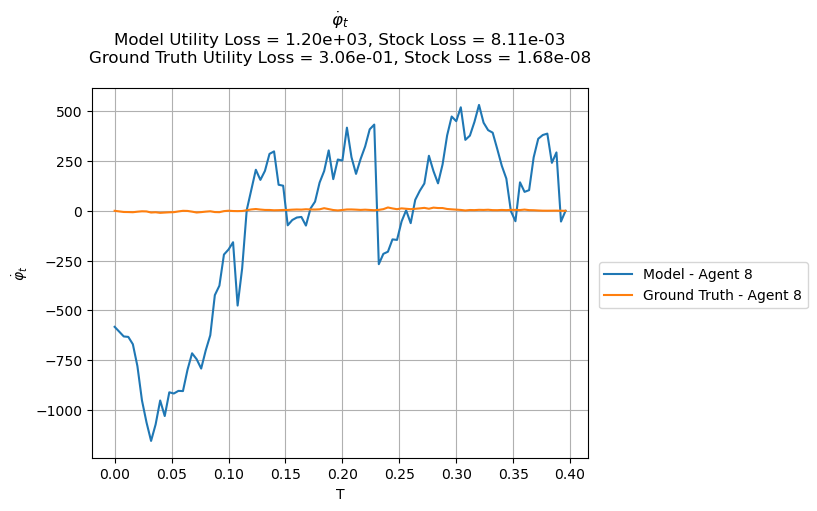 φ̇ₜ
Model Utility Loss = 1.20e+03, Stock Loss = 8.11e-03
Ground Truth Utility Loss = 3.06e-01, Stock Loss = 1.68e-08
500
250
0
−250
−500
−750
−1000
φ̇ₜ
0.00 0.05 0.10 0.15 0.20 0.25 0.30 0.35 0.40
T
Model - Agent 8
Ground Truth - Agent 8